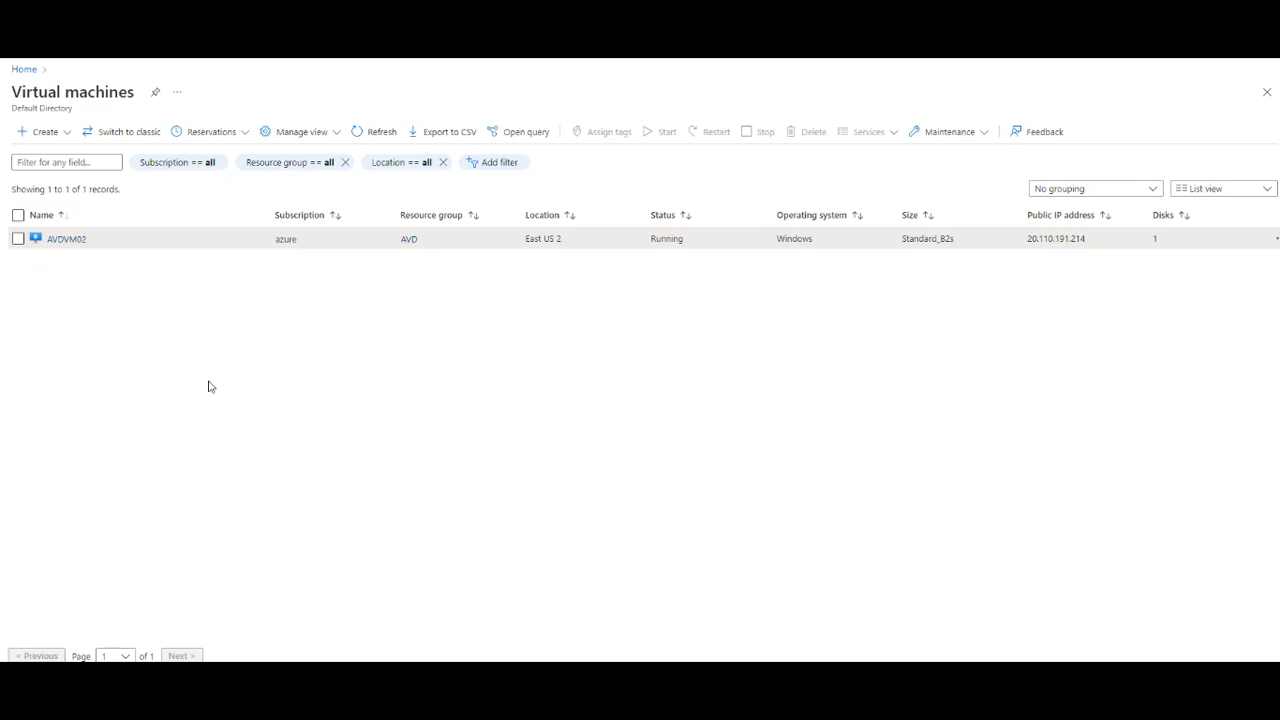 Home >
Virtual machines ...
Default Directory
Create Switch to classic Reservations Manage view Refresh Export to CSV Open query Assign tags Start Restart Stop Delete Services Maintenance Feedback
Filter for any field... Subscription == all Resource group == all Location == all Add filter
Showing 1 to 1 of 1 records. No grouping List view
Name Subscription Resource group Location Status Operating system Size Public IP address Disks
AVDVM02 azure AVD East US 2 Running Windows Standard_B2s 20.110.191.214 1
< Previous Page 1 of 1 Next >